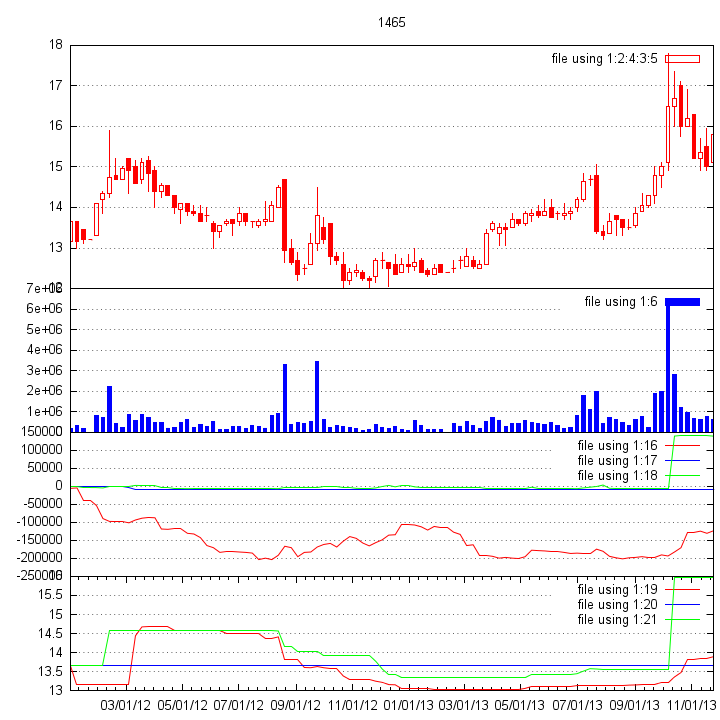 1465
18
file using 1:2:4:3:5
17
16
15
14
13
12
7e+06
file using 1:6
6e+06
5e+06
4e+06
3e+06
2e+06
1e+06
150000
file using 1:16
100000
file using 1:17
50000
file using 1:18
0
-50000
-100000
-150000
-200000
-250000
16
file using 1:19
15.5
file using 1:20
15
file using 1:21
14.5
14
13.5
13
03/01/12 05/01/12 07/01/12 09/01/12 11/01/12 01/01/13 03/01/13 05/01/13 07/01/13 09/01/13 11/01/13